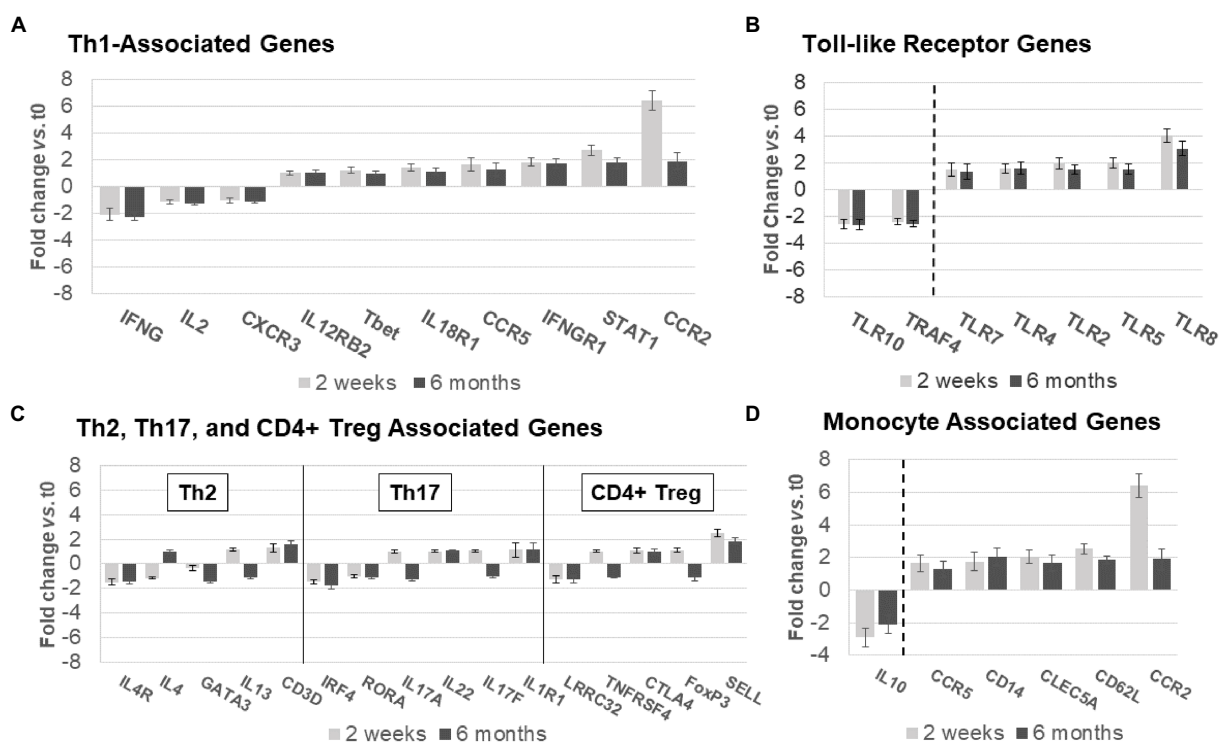 A
Th1-Associated Genes
Fold change vs. t0
8
6
4
2
0
-2
-4
-6
-8
IFNG IL2 CXCR3 IL12RB2 Tbet IL18R1 CCR5 IFNGR1 STAT1 CCR2
2 weeks 6 months
B
Toll-like Receptor Genes
Fold Change vs. t0
8
6
4
2
0
-2
-4
-6
-8
TLR10 TRAF4 TLR7 TLR4 TLR2 TLR5 TLR8
2 weeks 6 months
C
Th2, Th17, and CD4+ Treg Associated Genes
Fold change vs. t0
8
6
4
2
0
-2
-4
-6
-8
Th2 Th17 CD4+ Treg
IL4R IL4 GATA3 IL13 CD3D IRF4 RORA IL17A IL22 IL17F IL1R1 LRRC32 TNFRSF4 CTLA4 FoxP3 SELL
2 weeks 6 months
D
Monocyte Associated Genes
Fold change vs. t0
8
6
4
2
0
-2
-4
IL10 CCR5 CD14 CLEC5A CD62L CCR2
2 weeks 6 months